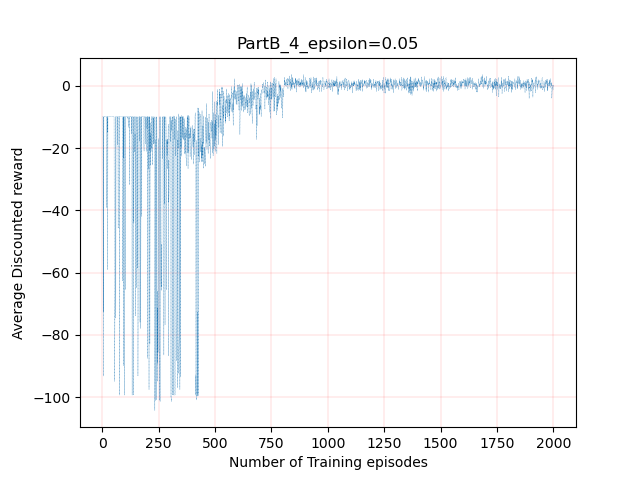 PartB_4_epsilon=0.05
Average Discounted reward
0
−20
−40
−60
−80
−100
0 250 500 750 1000 1250 1500 1750 2000
Number of Training episodes